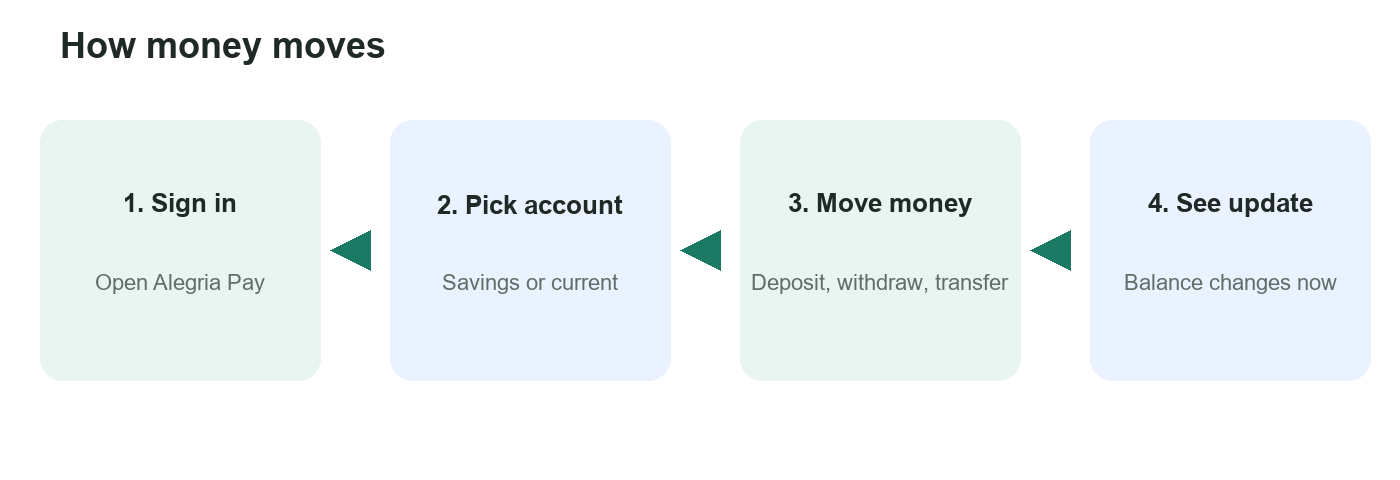 How money moves
1. Sign in
Open Alegria Pay
2. Pick account
Savings or current
3. Move money
Deposit, withdraw, transfer
4. See update
Balance changes now